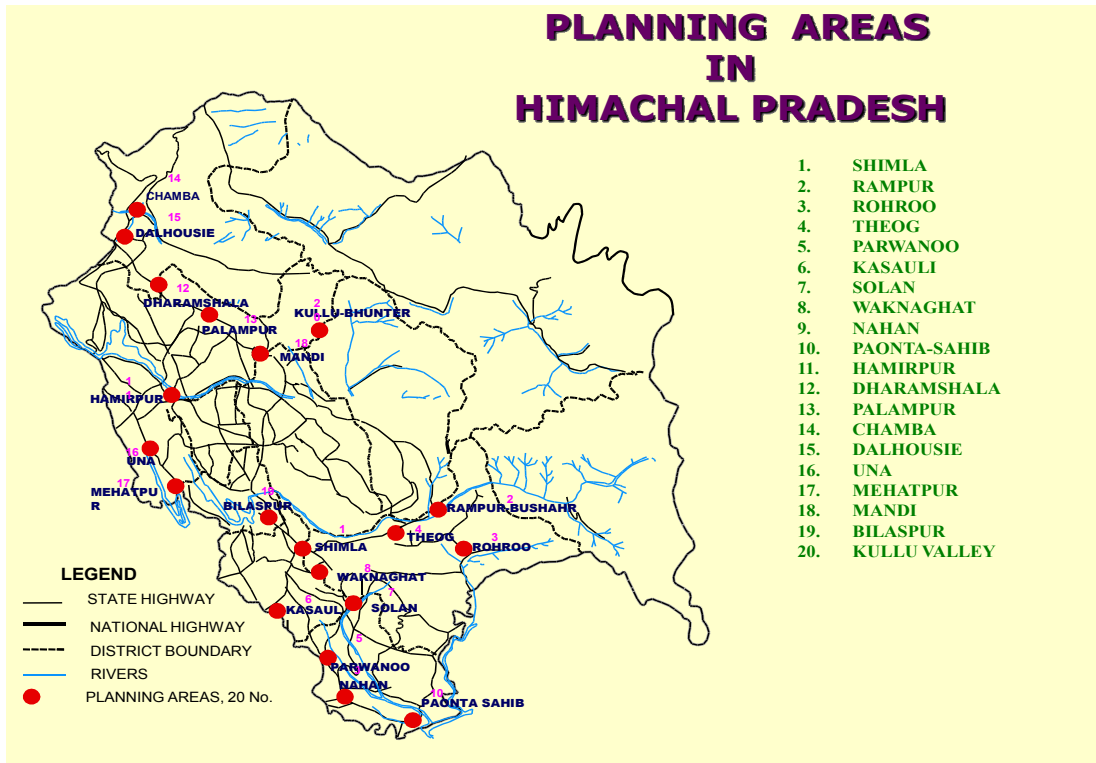 PLANNING AREAS
IN
HIMACHAL PRADESH
1. SHIMLA
2. RAMPUR
3. ROHROO
4. THEOG
5. PARWANOO
6. KASAULI
7. SOLAN
8. WAKNAGHAT
9. NAHAN
10. PAONTA-SAHIB
11. HAMIRPUR
12. DHARAMSHALA
13. PALAMPUR
14. CHAMBA
15. DALHOUSIE
16. UNA
17. MEHATPUR
18. MANDI
19. BILASPUR
20. KULLU VALLEY
14
CHAMBA
15
DALHOUSIE
12
DHARAMSHALA
2
0
KULLU-BHUNTER
13
PALAMPUR
18
MANDI
1
1
HAMIRPUR
16
UNA
17
MEHATPU
R
19
BILASPUR
2
RAMPUR-BUSHAHR
1
SHIMLA
4
THEOG
3
ROHROO
8
WAKNAGHAT
7
SOLAN
6
KASAUL
5
PARWANOO
9
NAHAN
10
PAONTA SAHIB
LEGEND
STATE HIGHWAY
NATIONAL HIGHWAY
DISTRICT BOUNDARY
RIVERS
PLANNING AREAS, 20 No.